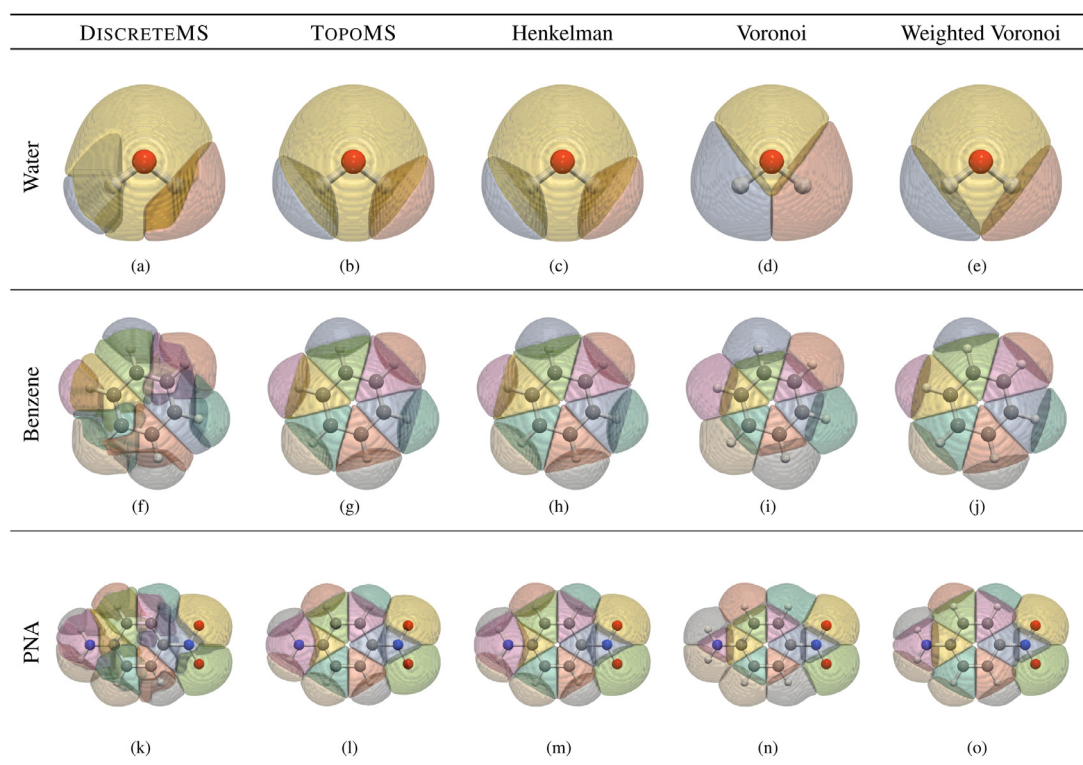 DISCRETEMS TOPOMS Henkelman Voronoi Weighted Voronoi
Water
(a) (b) (c) (d) (e)
Benzene
(f) (g) (h) (i) (j)
PNA
(k) (l) (m) (n) (o)